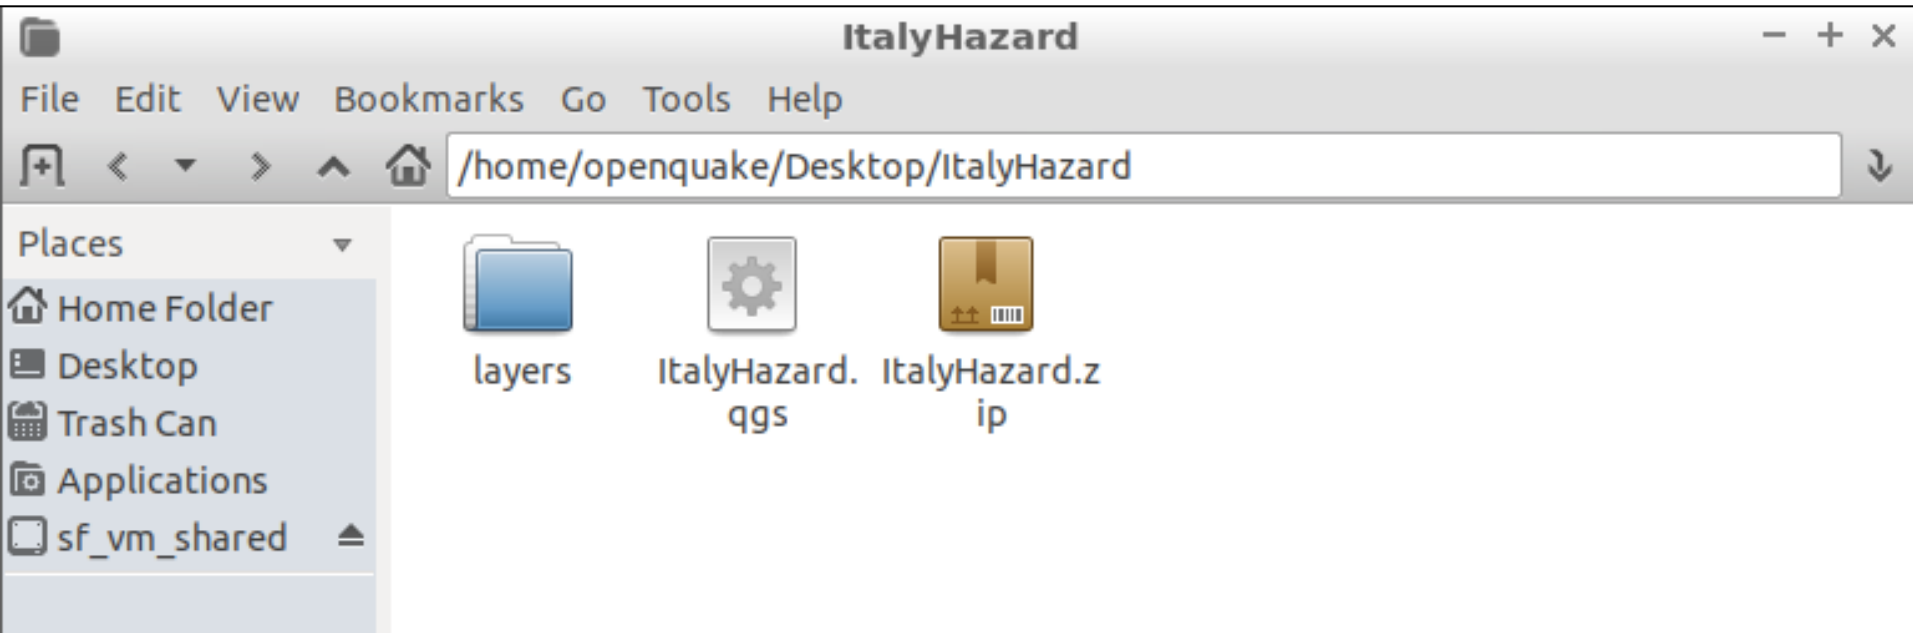 ItalyHazard
File Edit View Bookmarks Go Tools Help
/home/openquake/Desktop/ItalyHazard
Places
Home Folder
Desktop
Trash Can
Applications
sf_vm_shared
layers
ItalyHazard.
qgs
ItalyHazard.z
ip